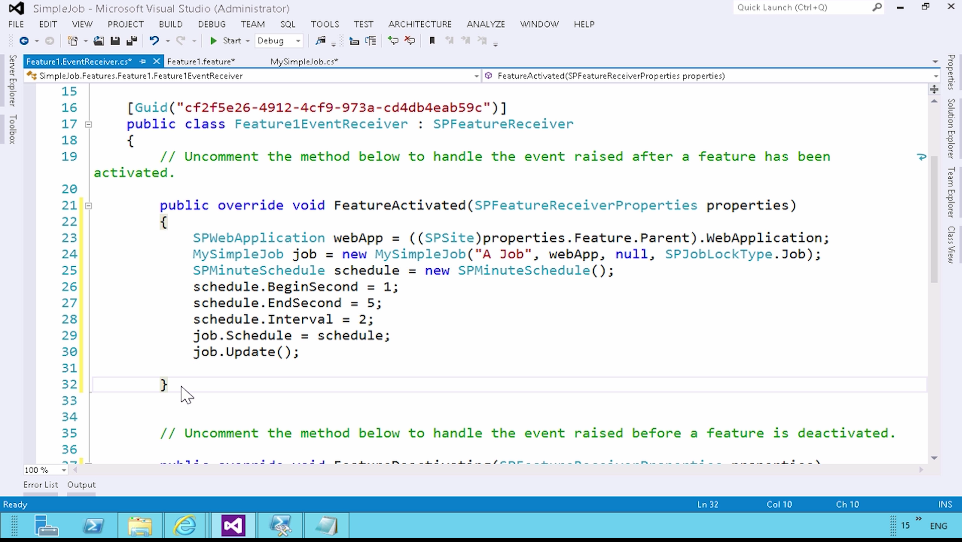 SimpleJob - Microsoft Visual Studio (Administrator)
Quick Launch (Ctrl+Q)
FILE EDIT VIEW PROJECT BUILD DEBUG TEAM SQL TOOLS TEST ARCHITECTURE ANALYZE WINDOW HELP
Start Debug
Feature1.EventReceiver.cs* Feature1.feature* MySimpleJob.cs*
SimpleJob.Features.Feature1.Feature1EventReceiver FeatureActivated(SPFeatureReceiverProperties properties)
Server Explorer
Toolbox
Properties
Solution Explorer
Team Explorer
Class View
15
16 [Guid("cf2f5e26-4912-4cf9-973a-cd4db4eab59c")]
17 public class Feature1EventReceiver : SPFeatureReceiver
18 {
19 // Uncomment the method below to handle the event raised after a feature has been
activated.
20
21 public override void FeatureActivated(SPFeatureReceiverProperties properties)
22 {
23 SPWebApplication webApp = ((SPSite)properties.Feature.Parent).WebApplication;
24 MySimpleJob job = new MySimpleJob("A Job", webApp, null, SPJobLockType.Job);
25 SPMinuteSchedule schedule = new SPMinuteSchedule();
26 schedule.BeginSecond = 1;
27 schedule.EndSecond = 5;
28 schedule.Interval = 2;
29 job.Schedule = schedule;
30 job.Update();
31
32 }
33
34
35 // Uncomment the method below to handle the event raised before a feature is deactivated.
36
37 public override void FeatureDeactivating(SPFeatureReceiverProperties properties)
100 %
Error List Output
Ready Ln 32 Col 10 Ch 10 INS
15 ENG